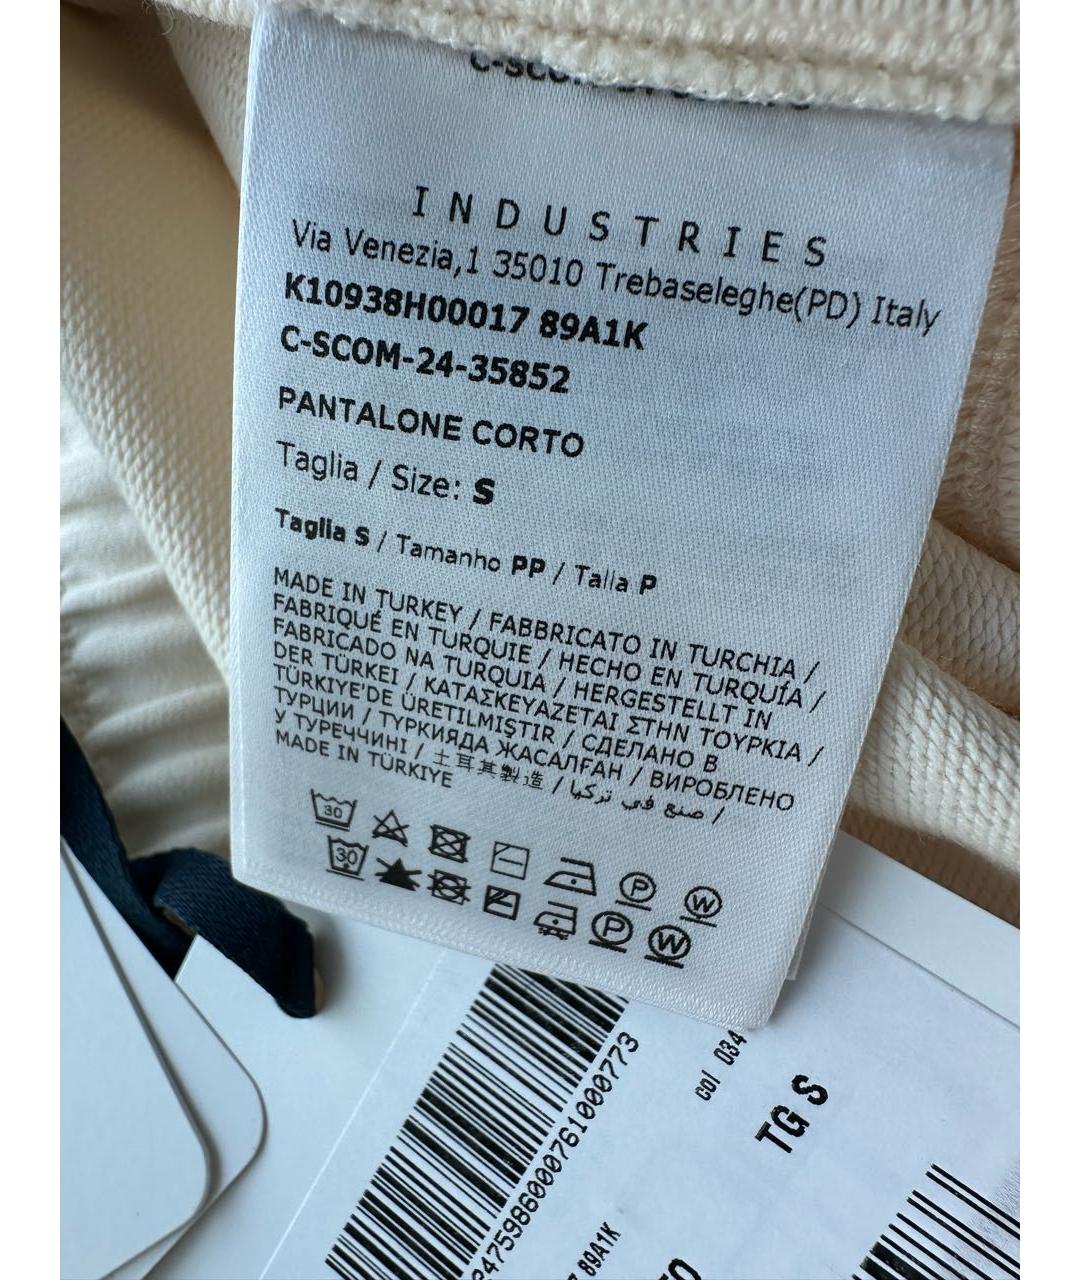 I N D U S T R I E S
Via Venezia,1 35010 Trebaseleghe(PD) Italy
K10938H00017 89A1K
C-SCOM-24-35852
PANTALONE CORTO
Taglia / Size: S
Taglia S / Tamanho PP / Talla P
MADE IN TURKEY / FABBRICATO IN TURCHIA /
FABRIQUÉ EN TURQUIE / HECHO EN TURQUÍA /
FABRICADO NA TURQUIA / HERGESTELLT IN
DER TÜRKEI / ΚΑΤΑΣΚΕΥΑΖΕΤΑΙ ΣΤΗΝ ΤΟΥΡΚΙΑ /
TÜRKIYE'DE ÜRETILMIŞTIR / СДЕЛАНО В
ТУРЦИИ / ТҮРКИЯДА ЖАСАЛҒАН / ВИРОБЛЕНО
У ТУРЕЧЧИНІ / 土耳其製造 / صنع في تركيا /
MADE IN TÜRKIYE
30
P
W
30
P
W
col 034
TG S
2475986000761000773
89A1K